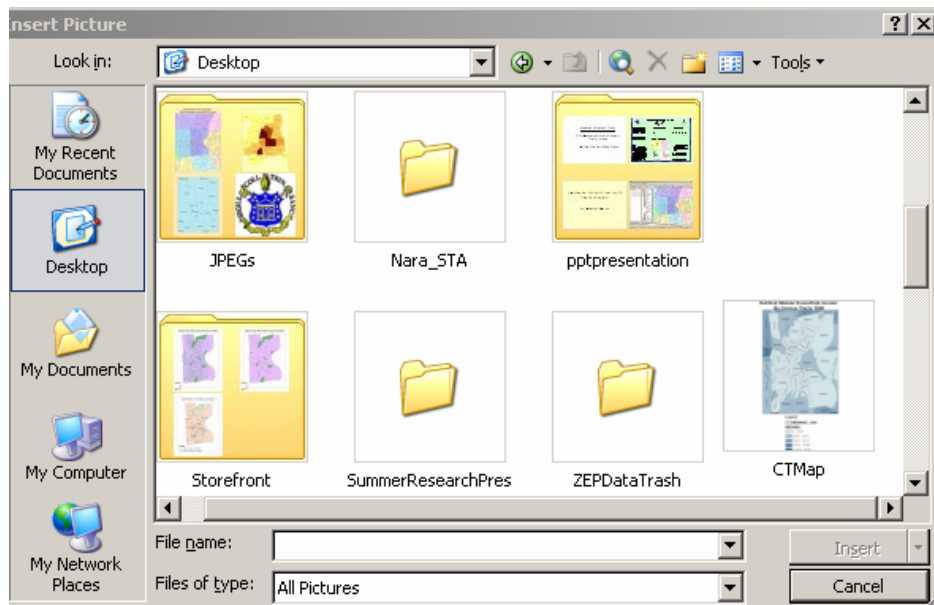 Insert Picture
Look in:
Desktop
Tools
My Recent
Documents
Desktop
My Documents
My Computer
My Network
Places
JPEGs
Nara_STA
pptpresentation
Storefront
SummerResearchPres
ZEPDataTrash
CTMap
File name:
Insert
Files of type:
All Pictures
Cancel